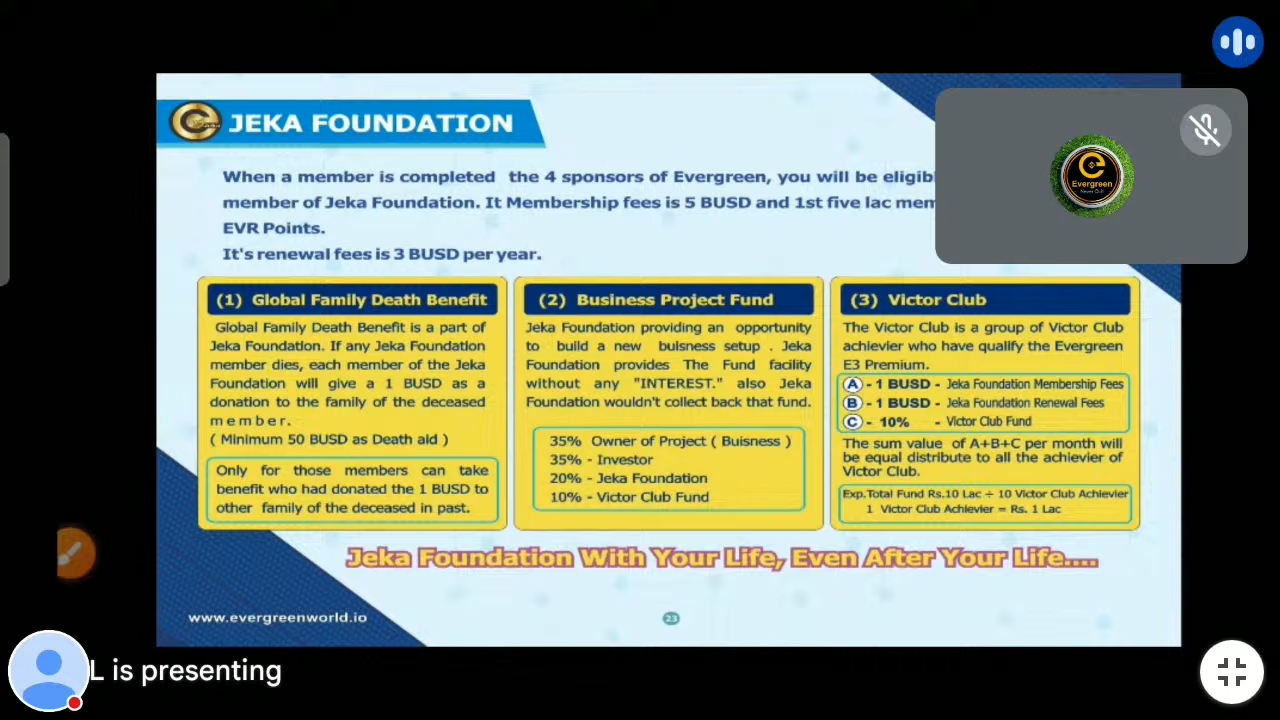 JEKA FOUNDATION
When a member is completed the 4 sponsors of Evergreen, you will be eligib
member of Jeka Foundation. It Membership fees is 5 BUSD and 1st five lac mem
EVR Points.
It's renewal fees is 3 BUSD per year.
Evergreen
Never Quit
(1) Global Family Death Benefit
Global Family Death Benefit is a part of
Jeka Foundation. If any Jeka Foundation
member dies, each member of the Jeka
Foundation will give a 1 BUSD as a
donation to the family of the deceased
member.
( Minimum 50 BUSD as Death aid )
Only for those members can take
benefit who had donated the 1 BUSD to
other family of the deceased in past.
(2) Business Project Fund
Jeka Foundation providing an opportunity
to build a new buisness setup . Jeka
Foundation provides The Fund facility
without any "INTEREST." also Jeka
Foundation wouldn't collect back that fund.
35% Owner of Project ( Buisness )
35% - Investor
20% - Jeka Foundation
10% - Victor Club Fund
(3) Victor Club
The Victor Club is a group of Victor Club
achievier who have qualify the Evergreen
E3 Premium.
A - 1 BUSD - Jeka Foundation Membership Fees
B - 1 BUSD - Jeka Foundation Renewal Fees
C - 10% - Victor Club Fund
The sum value of A+B+C per month will
be equal distribute to all the achievier of
Victor Club.
Exp.Total Fund Rs.10 Lac ÷ 10 Victor Club Achievier
1 Victor Club Achievier = Rs. 1 Lac
Jeka Foundation With Your Life, Even After Your Life....
www.evergreenworld.io
23
L is presenting